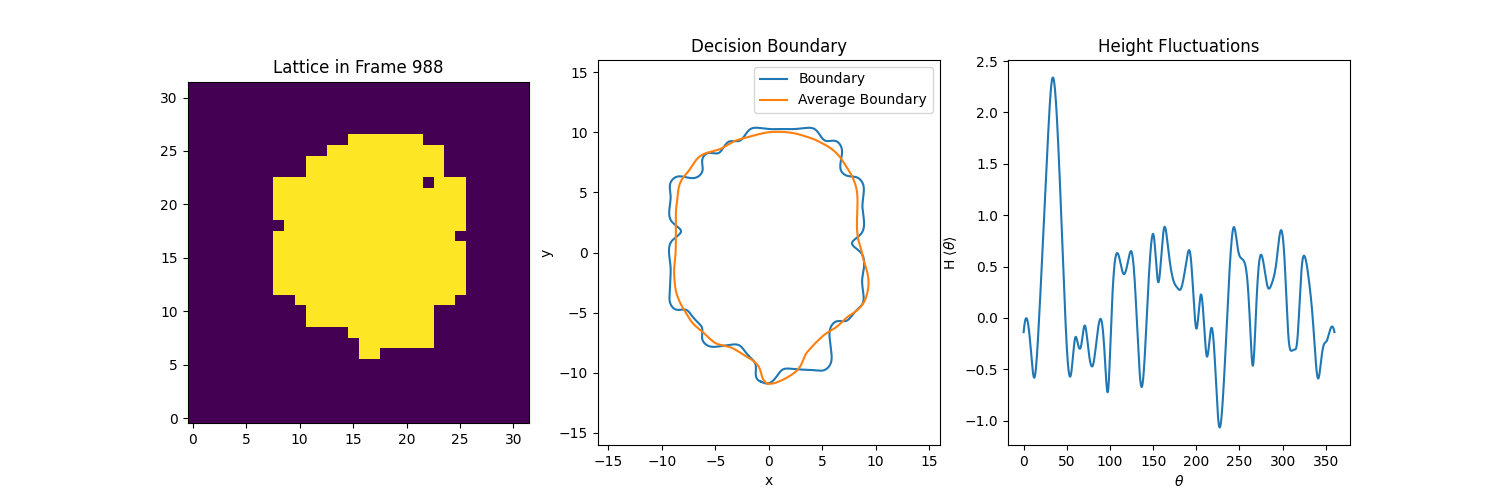 Lattice in Frame 988
30
25
20
15
10
5
0
0 5 10 15 20 25 30
Decision Boundary
Boundary
Average Boundary
y
15
10
5
0
−5
−10
−15
−15 −10 −5 0 5 10 15
x
Height Fluctuations
H (θ)
2.5
2.0
1.5
1.0
0.5
0.0
−0.5
−1.0
0 50 100 150 200 250 300 350
θ